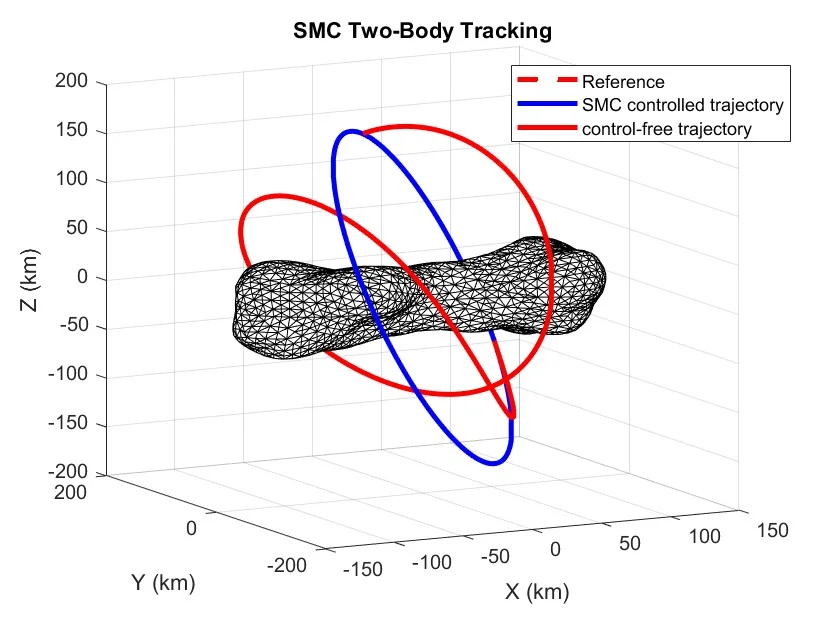 SMC Two-Body Tracking
Reference
SMC controlled trajectory
control-free trajectory
200
150
100
50
0
-50
-100
-150
-200
Z (km)
200
0
-200
Y (km)
-150
-100
-50
0
50
100
150
X (km)